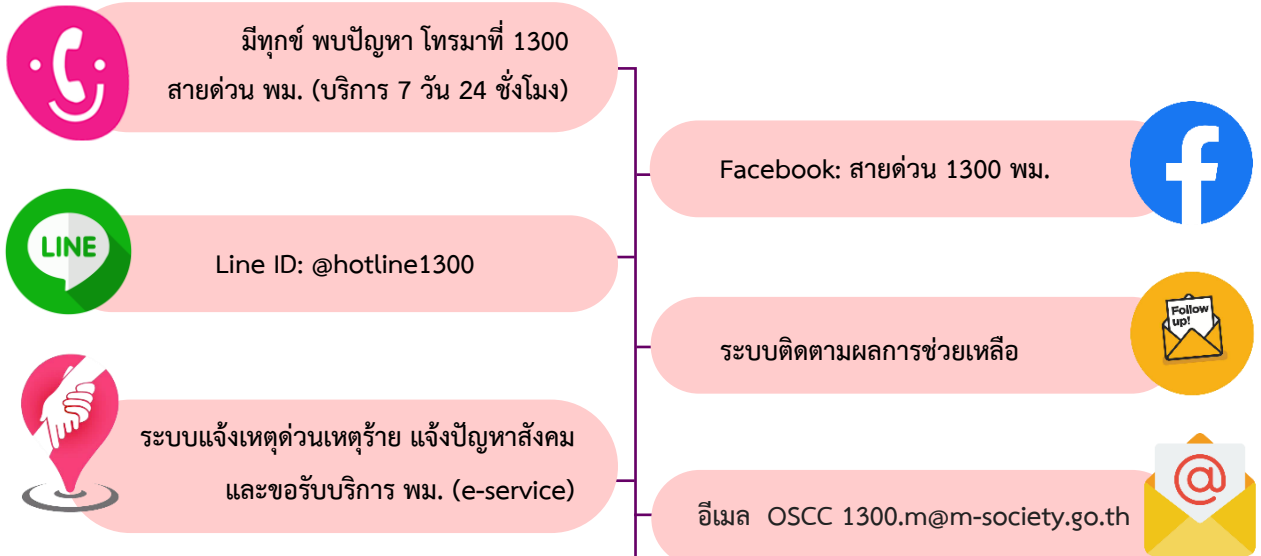 มีทุกข์ พบปัญหา โทรมาที่ 1300
สายด่วน พม. (บริการ 7 วัน 24 ชั่งโมง)
Facebook: สายด่วน 1300 พม.
LINE
Line ID: @hotline1300
Follow
up!
ระบบติดตามผลการช่วยเหลือ
ระบบแจ้งเหตุด่วนเหตุร้าย แจ้งปัญหาสังคม
และขอรับบริการ พม. (e-service)
อีเมล OSCC 1300.m@m-society.go.th